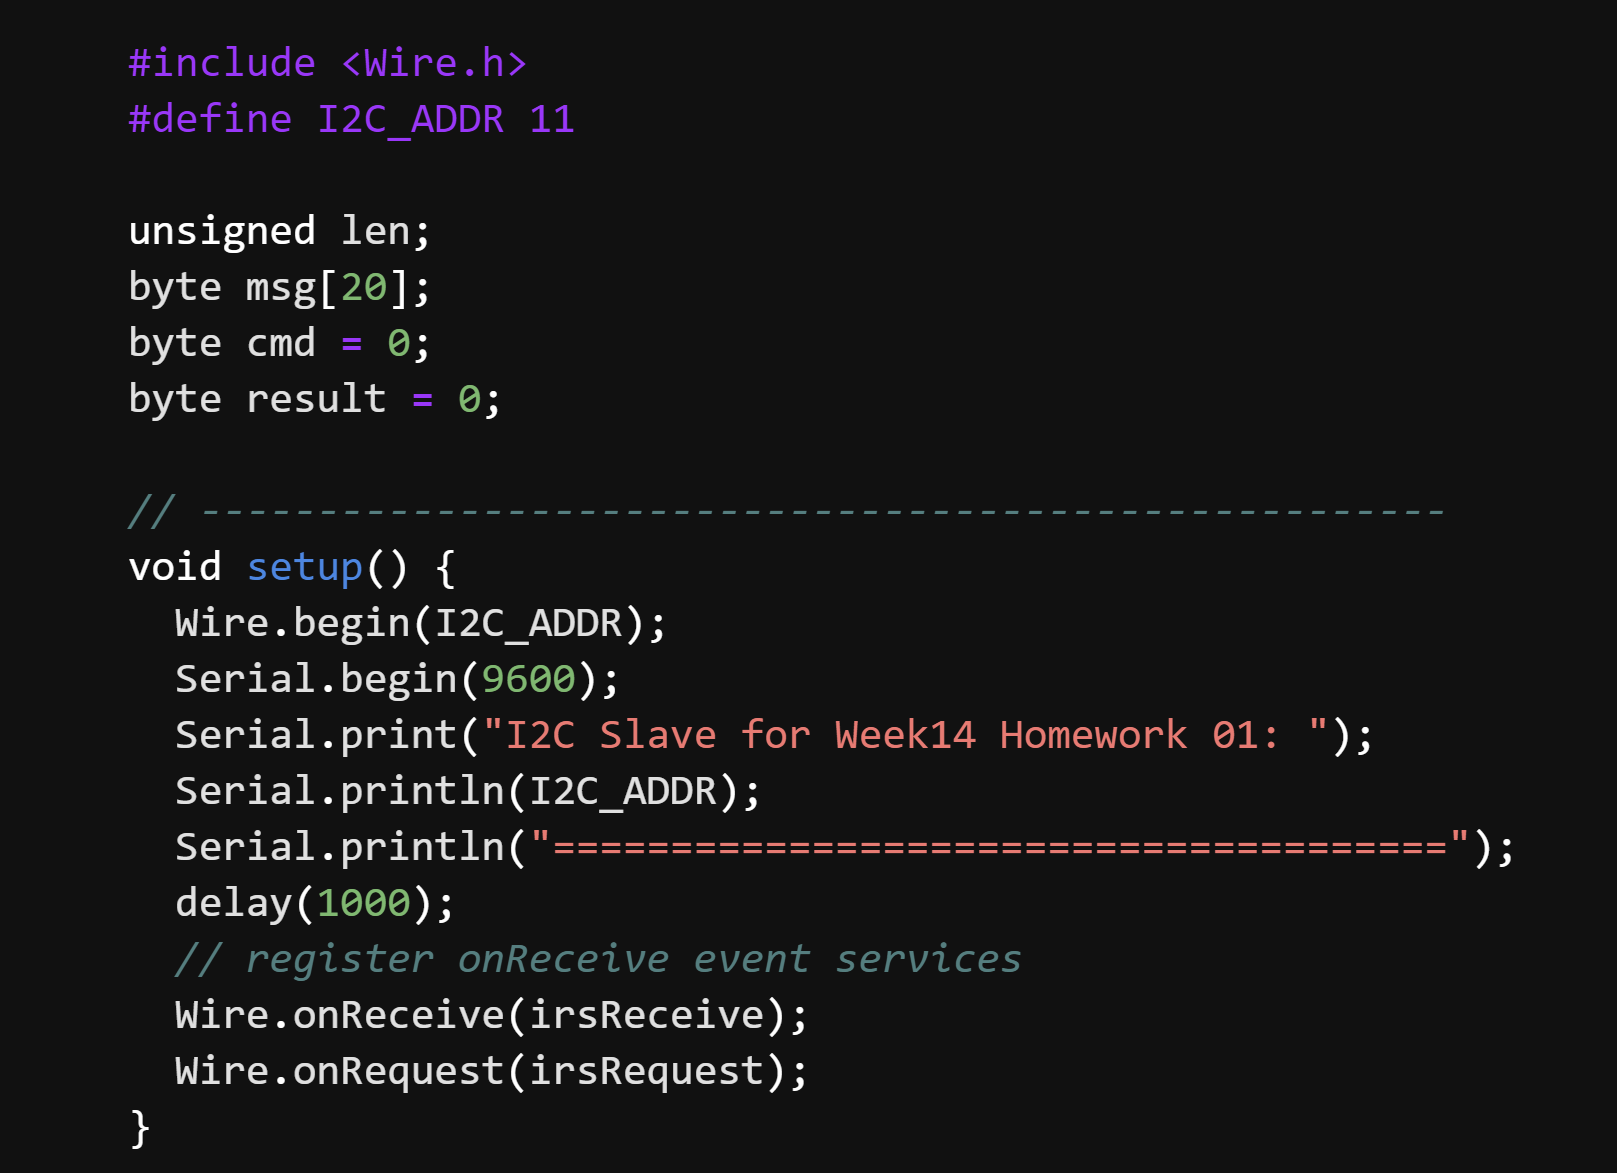 #include <Wire.h>
#define I2C_ADDR 11
unsigned len;
byte msg[20];
byte cmd = 0;
byte result = 0;
// -----------------------------------------------------
void setup() {
  Wire.begin(I2C_ADDR);
  Serial.begin(9600);
  Serial.print("I2C Slave for Week14 Homework 01: ");
  Serial.println(I2C_ADDR);
  Serial.println("======================================");
  delay(1000);
  // register onReceive event services
  Wire.onReceive(irsReceive);
  Wire.onRequest(irsRequest);
}